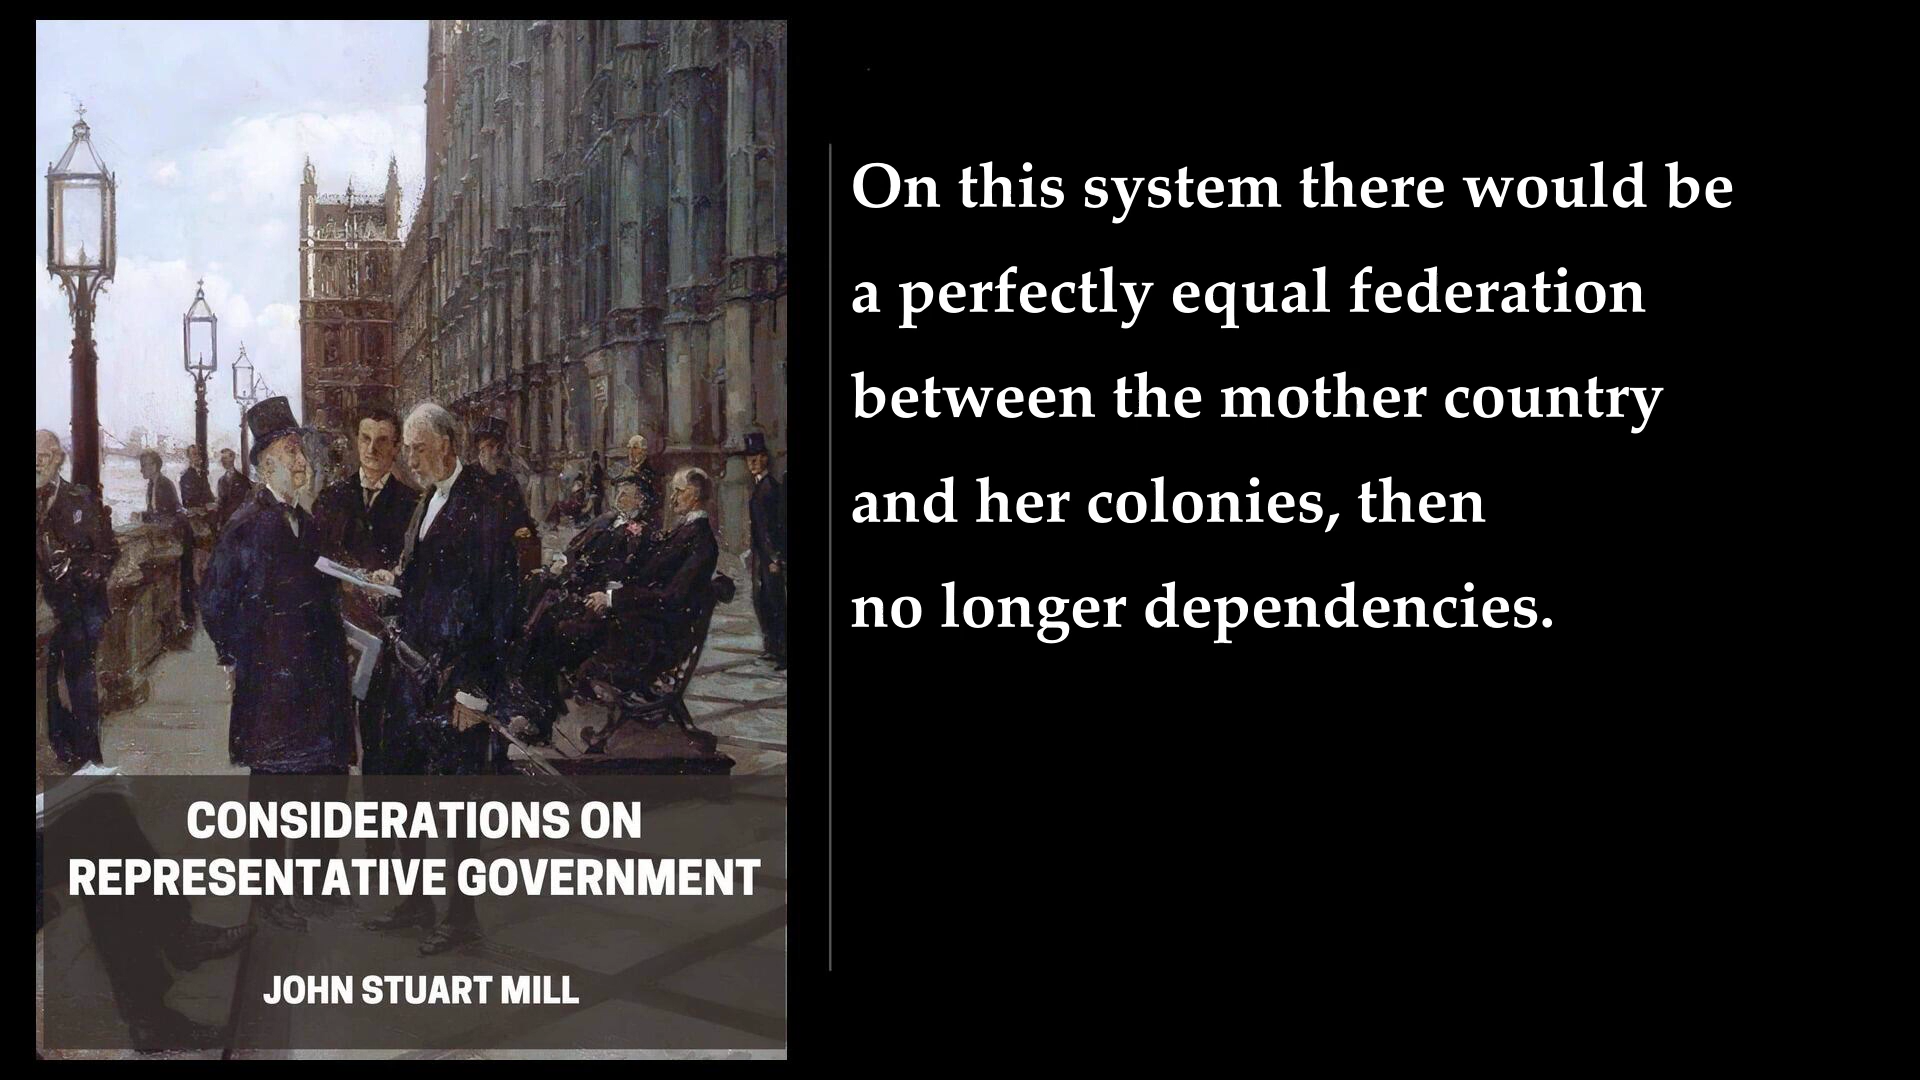 CONSIDERATIONS ON
REPRESENTATIVE GOVERNMENT
JOHN STUART MILL
On this system there would be
a perfectly equal federation
between the mother country
and her colonies, then
no longer dependencies.